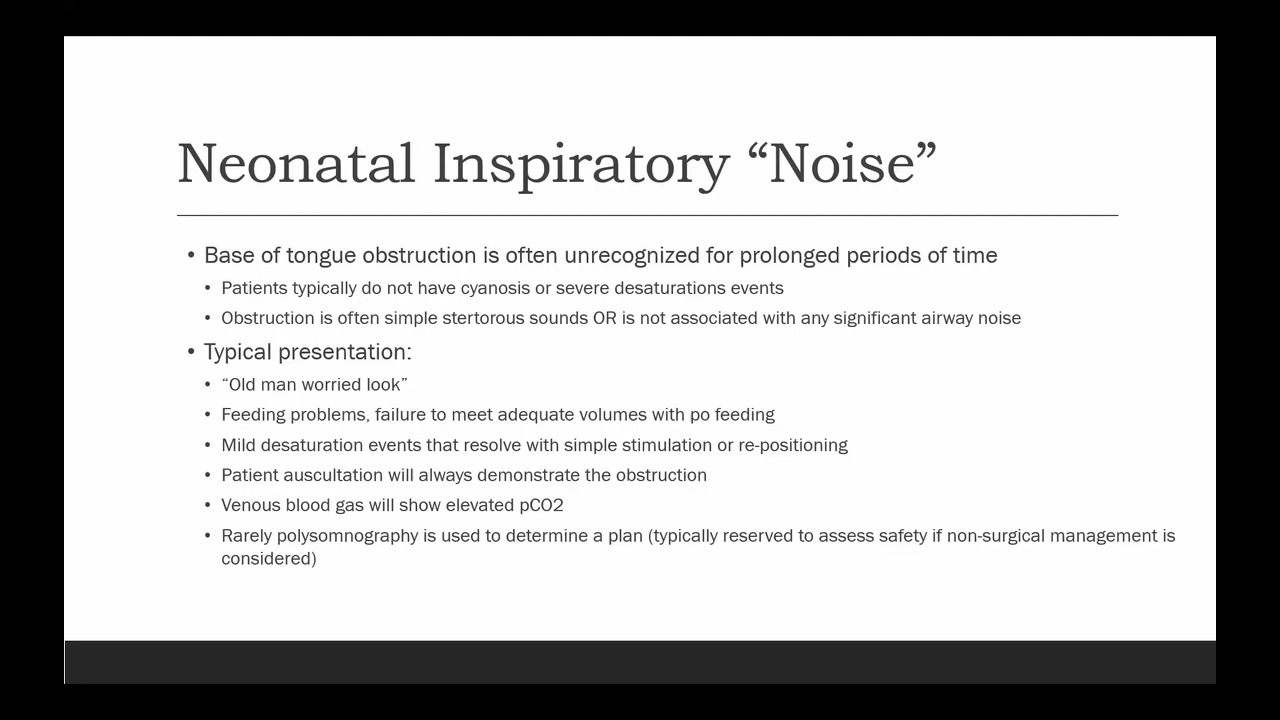 Neonatal Inspiratory “Noise”
• Base of tongue obstruction is often unrecognized for prolonged periods of time
• Patients typically do not have cyanosis or severe desaturations events
• Obstruction is often simple stertorous sounds OR is not associated with any significant airway noise
• Typical presentation:
• “Old man worried look”
• Feeding problems, failure to meet adequate volumes with po feeding
• Mild desaturation events that resolve with simple stimulation or re-positioning
• Patient auscultation will always demonstrate the obstruction
• Venous blood gas will show elevated pCO2
• Rarely polysomnography is used to determine a plan (typically reserved to assess safety if non-surgical management is
considered)